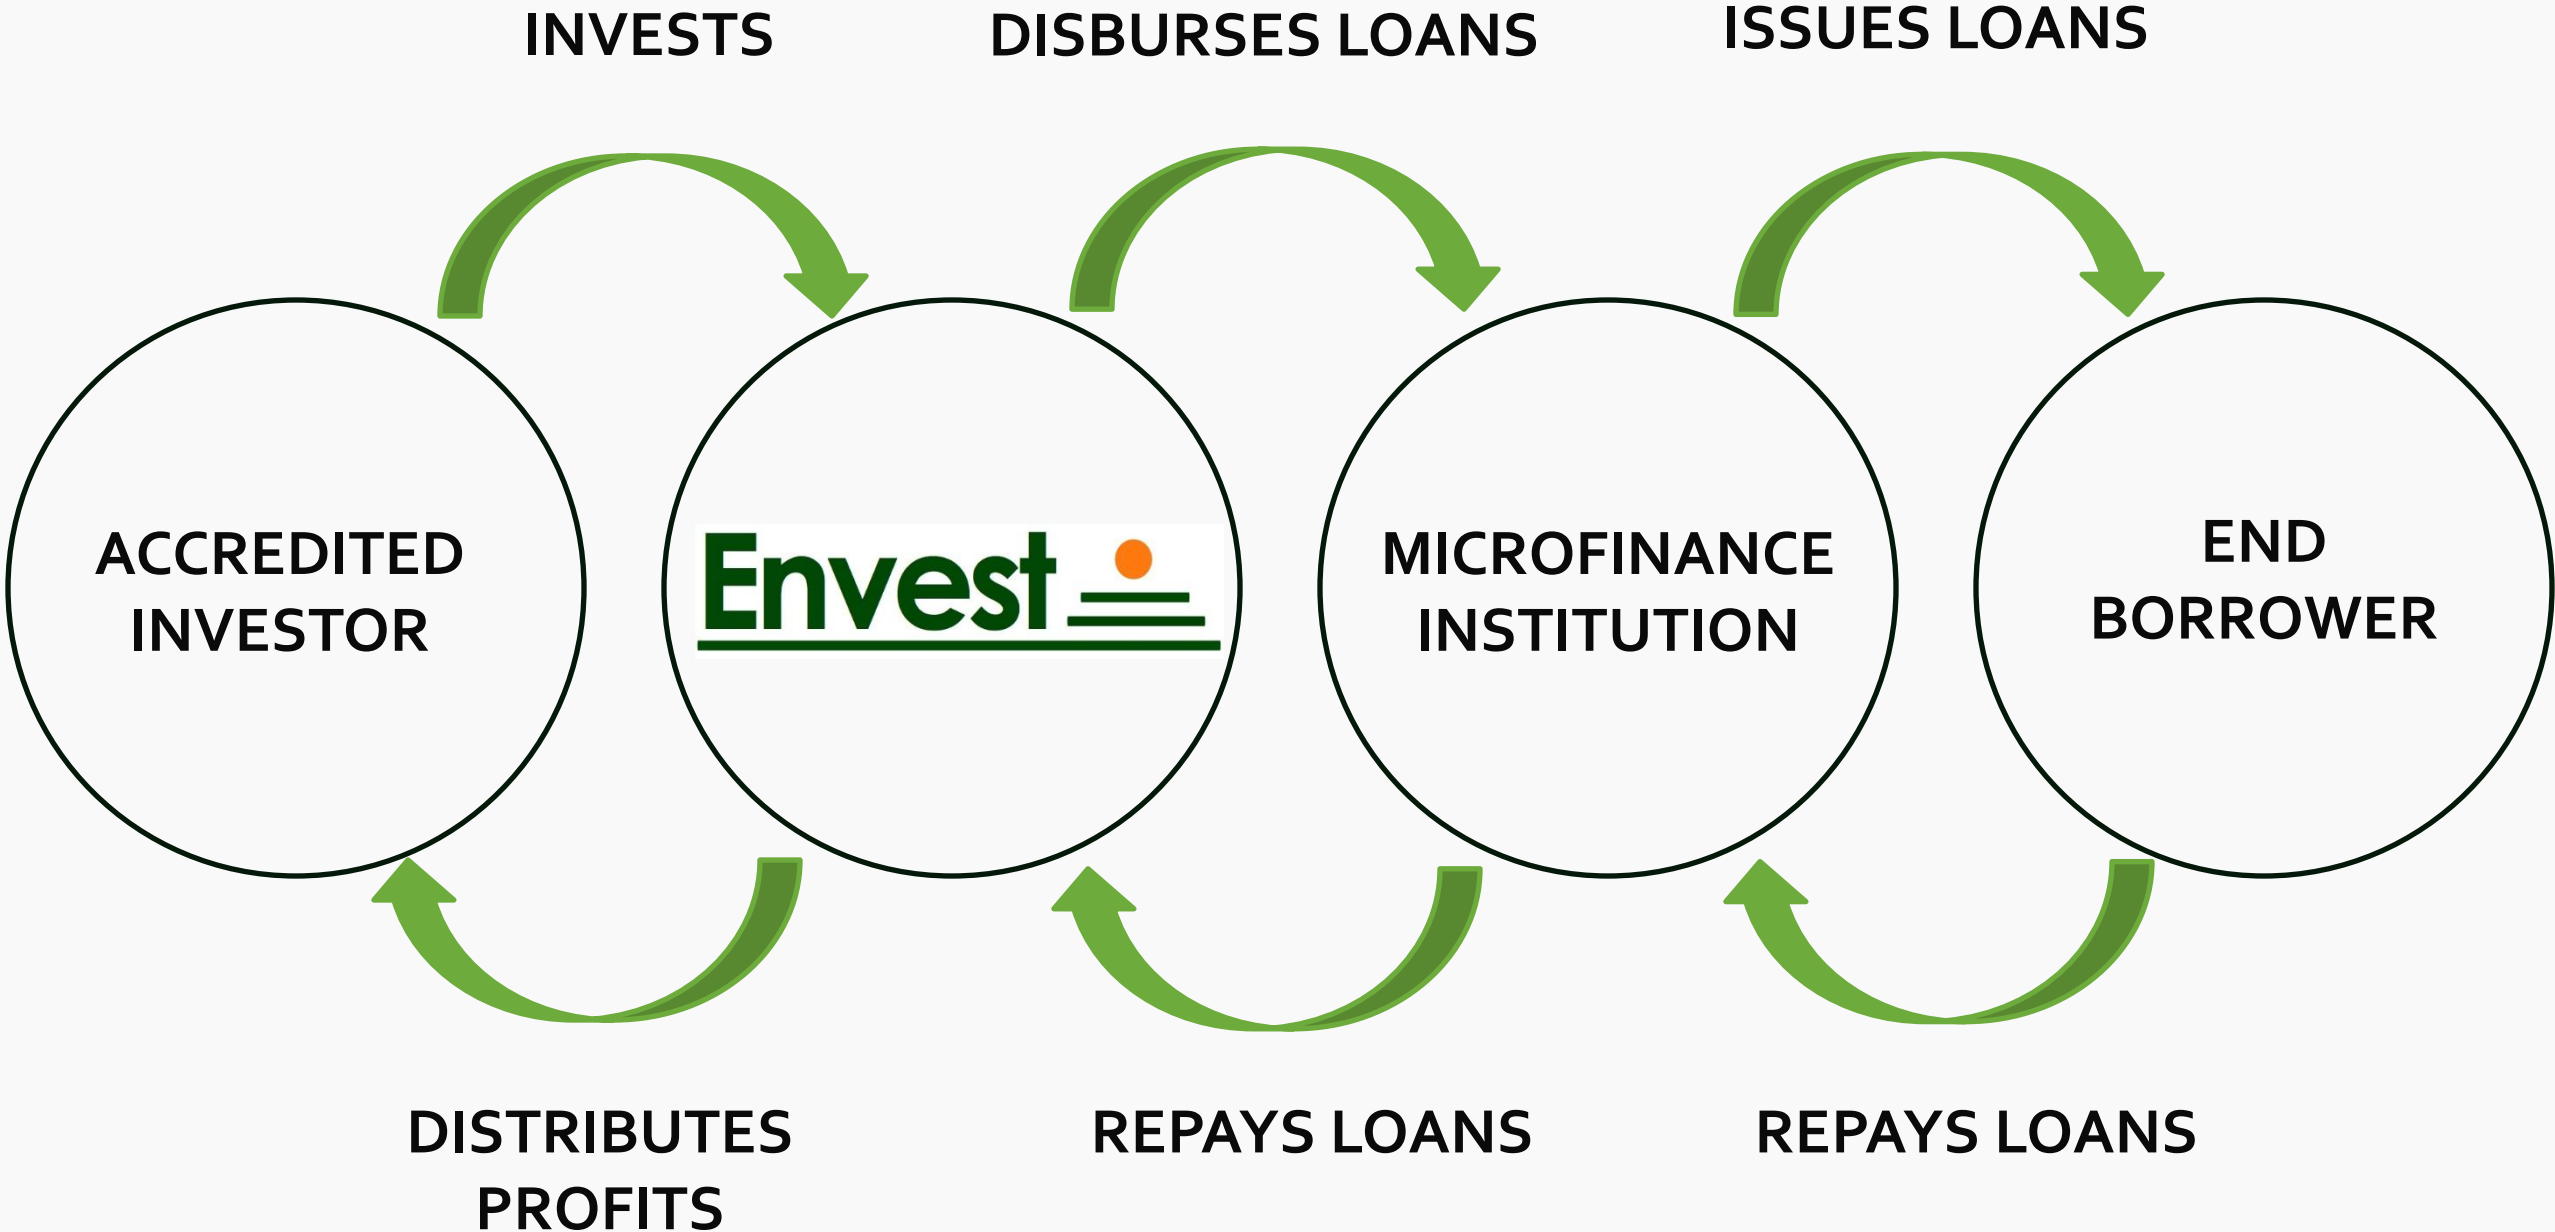 INVESTS
DISBURSES LOANS
ISSUES LOANS
ACCREDITED
INVESTOR
Envest
MICROFINANCE
INSTITUTION
END
BORROWER
DISTRIBUTES
PROFITS
REPAYS LOANS
REPAYS LOANS